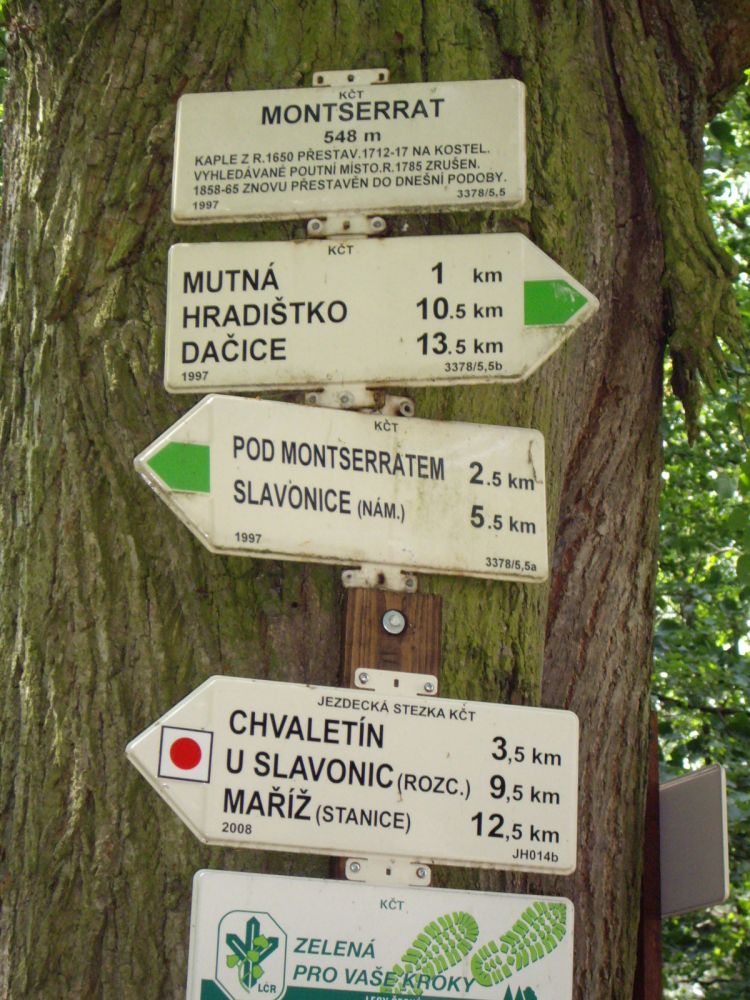 KČT
MONTSERRAT
548 m
KAPLE Z R.1650 PŘESTAV.1712-17 NA KOSTEL.
VYHLEDÁVANÉ POUTNÍ MÍSTO.R.1785 ZRUŠEN.
1858-65 ZNOVU PŘESTAVĚN DO DNEŠNÍ PODOBY.
1997 3378/5,5
KČT
MUTNÁ 1 km
HRADIŠTKO 10.5 km
DAČICE 13.5 km
1997 3378/5,5b
KČT
POD MONTSERRATEM 2.5 km
SLAVONICE (NÁM.) 5.5 km
1997 3378/5,5a
JEZDECKÁ STEZKA KČT
CHVALETÍN 3,5 km
U SLAVONIC (ROZC.) 9,5 km
MAŘÍŽ (STANICE) 12,5 km
2008 JH014b
KČT
ZELENÁ
PRO VAŠE KROKY
LČR